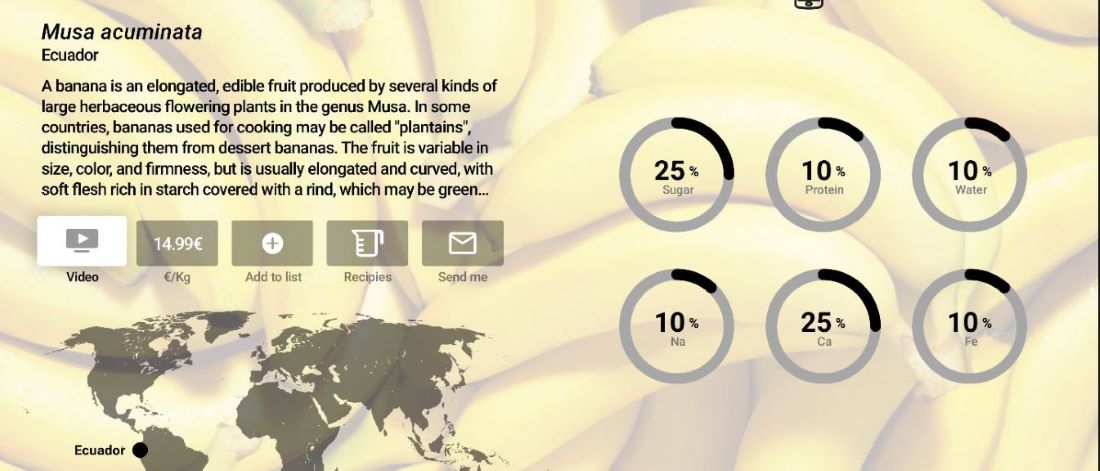 Musa acuminata
Ecuador
A banana is an elongated, edible fruit produced by several kinds of
large herbaceous flowering plants in the genus Musa. In some
countries, bananas used for cooking may be called "plantains",
distinguishing them from dessert bananas. The fruit is variable in
size, color, and firmness, but is usually elongated and curved, with
soft flesh rich in starch covered with a rind, which may be green...
14.99€
Video
€/Kg
Add to list
Recipies
Send me
Ecuador
25 %
Sugar
10 %
Protein
10 %
Water
10 %
Na
25 %
Ca
10 %
Fe